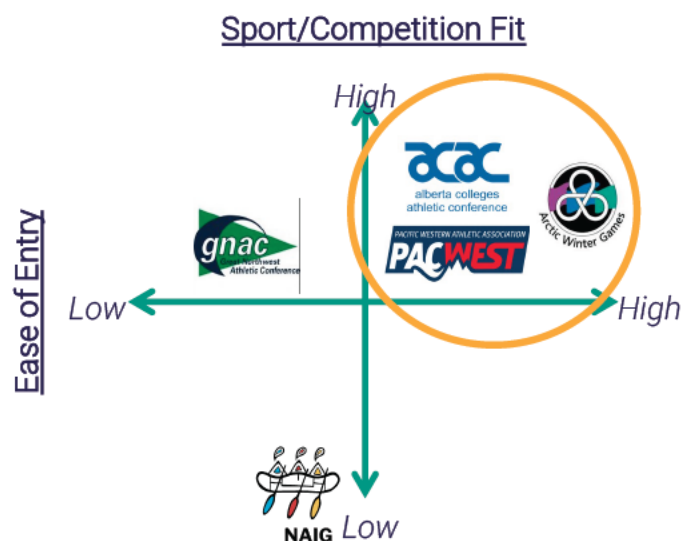 Sport/Competition Fit
High
acac
alberta colleges
athletic conference
Arctic Winter Games
gnac
Great Northwest
Athletic Conference
PACIFIC WESTERN ATHLETIC ASSOCIATION
PACWEST
Ease of Entry
Low
High
NAIG
Low